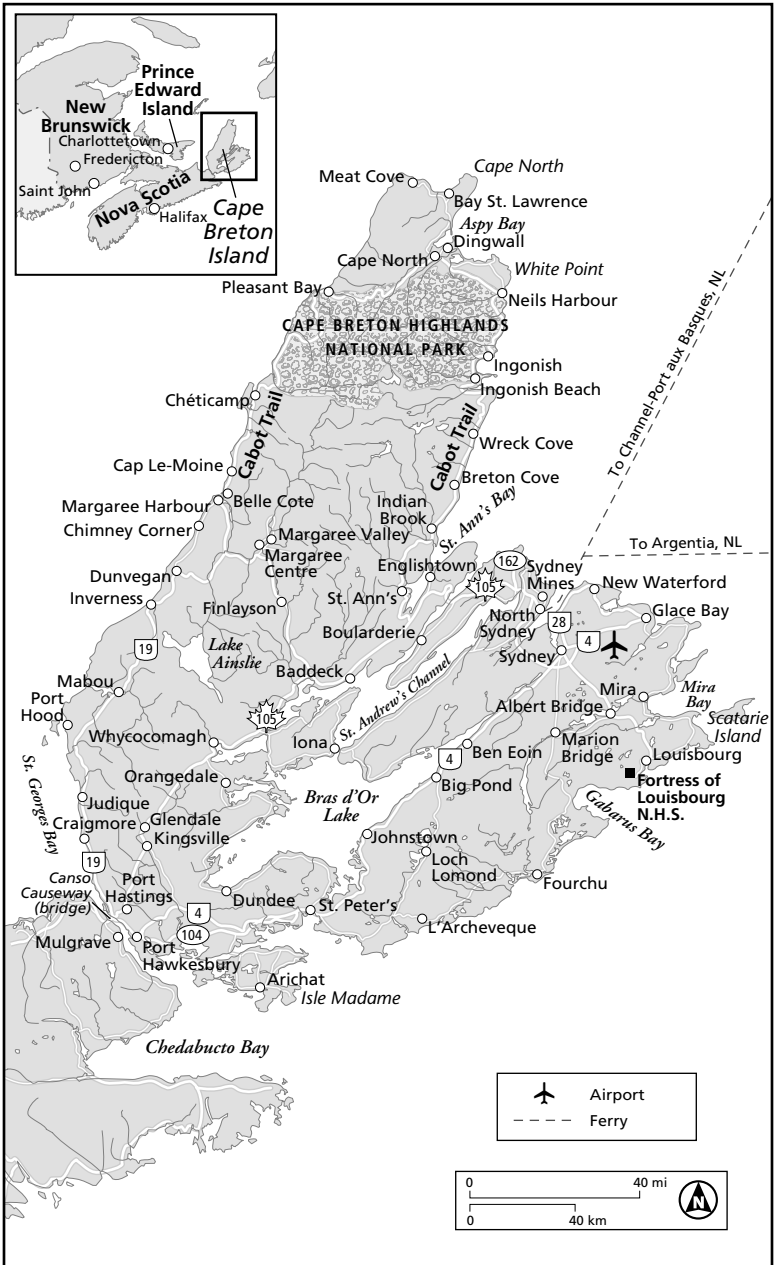 Prince
Edward
Island
New
Brunswick
Charlottetown
Fredericton
Saint John
Nova Scotia
Halifax
Cape
Breton
Island
Meat Cove
Cape North
Bay St. Lawrence
Aspy Bay
Dingwall
Cape North
White Point
Pleasant Bay
Neils Harbour
CAPE BRETON HIGHLANDS
NATIONAL PARK
Ingonish
Ingonish Beach
To Channel-Port aux Basques, NL
Chéticamp
Cabot Trail
Cabot Trail
Wreck Cove
Cap Le-Moine
Breton Cove
Margaree Harbour
Belle Cote
Indian
Brook
St. Ann's Bay
Chimney Corner
Margaree Valley
Margaree
Centre
To Argentia, NL
Englishtown
162
Sydney
Mines
105
New Waterford
Dunvegan
Inverness
Finlayson
St. Ann's
North
Sydney
28
Glace Bay
Boularderie
4
19
Lake
Ainslie
Sydney
Baddeck
St. Andrew's Channel
Mabou
Mira
Mira
Bay
Port
Hood
105
Albert Bridge
Scatarie
Island
Whycocomagh
Iona
Marion
Bridge
Ben Eoin
4
Louisbourg
Orangedale
Big Pond
Fortress of
Louisbourg
N.H.S.
St. Georges Bay
Bras d'Or
Lake
Gabarus Bay
Judique
Craigmore
Glendale
Kingsville
Johnstown
Loch
Lomond
19
Canso
Causeway
(bridge)
Port
Hastings
Dundee
Fourchu
4
St. Peter's
104
L'Archeveque
Mulgrave
Port
Hawkesbury
Arichat
Isle Madame
Chedabucto Bay
Airport
Ferry
0
40 mi
0
40 km
N